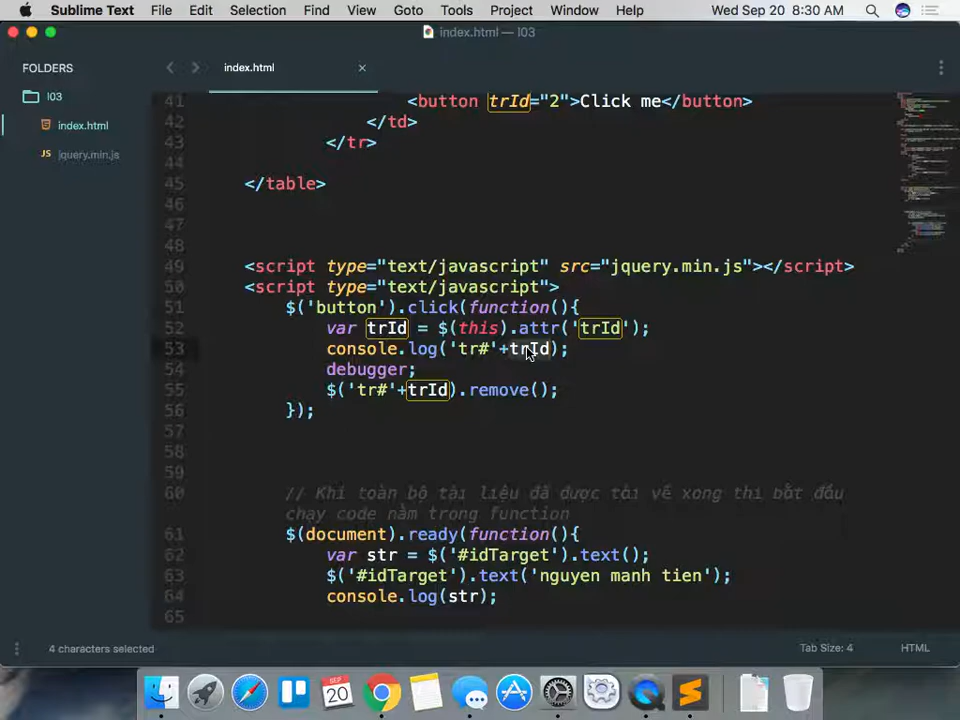 Sublime Text File Edit Selection Find View Goto Tools Project Window Help Wed Sep 20 8:30 AM
index.html — l03
FOLDERS
l03
index.html
JS jquery.min.js
index.html ×
41 <button trId="2">Click me</button>
42 </td>
43 </tr>
44
45 </table>
46
47
48
49 <script type="text/javascript" src="jquery.min.js"></script>
50 <script type="text/javascript">
51 $('button').click(function(){
52 var trId = $(this).attr('trId');
53 console.log('tr#'+trId);
54 debugger;
55 $('tr#'+trId).remove();
56 });
57
58
59
60 // Khi toàn bộ tài liệu đã được tải về xong thì bắt đầu
chạy code nằm trong function
61 $(document).ready(function(){
62 var str = $('#idTarget').text();
63 $('#idTarget').text('nguyen manh tien');
64 console.log(str);
65
4 characters selected
Tab Size: 4
HTML
SEP
20